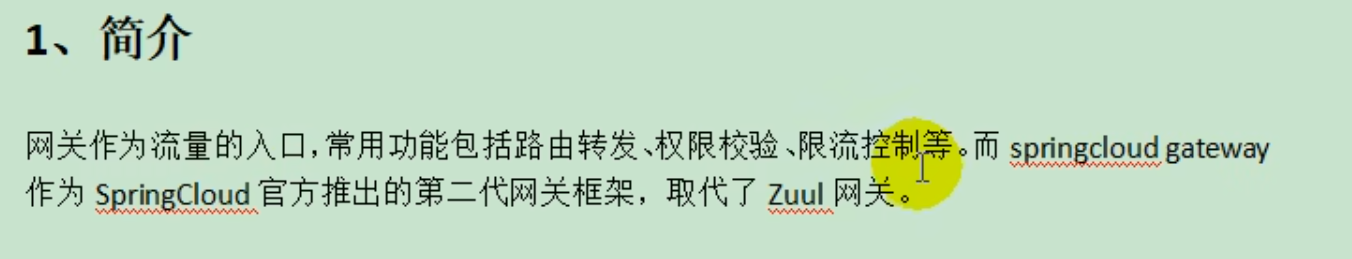 1、简介
网关作为流量的入口,常用功能包括路由转发、权限校验、限流控制等。而 springcloud gateway
作为 SpringCloud 官方推出的第二代网关框架，取代了 Zuul 网关。